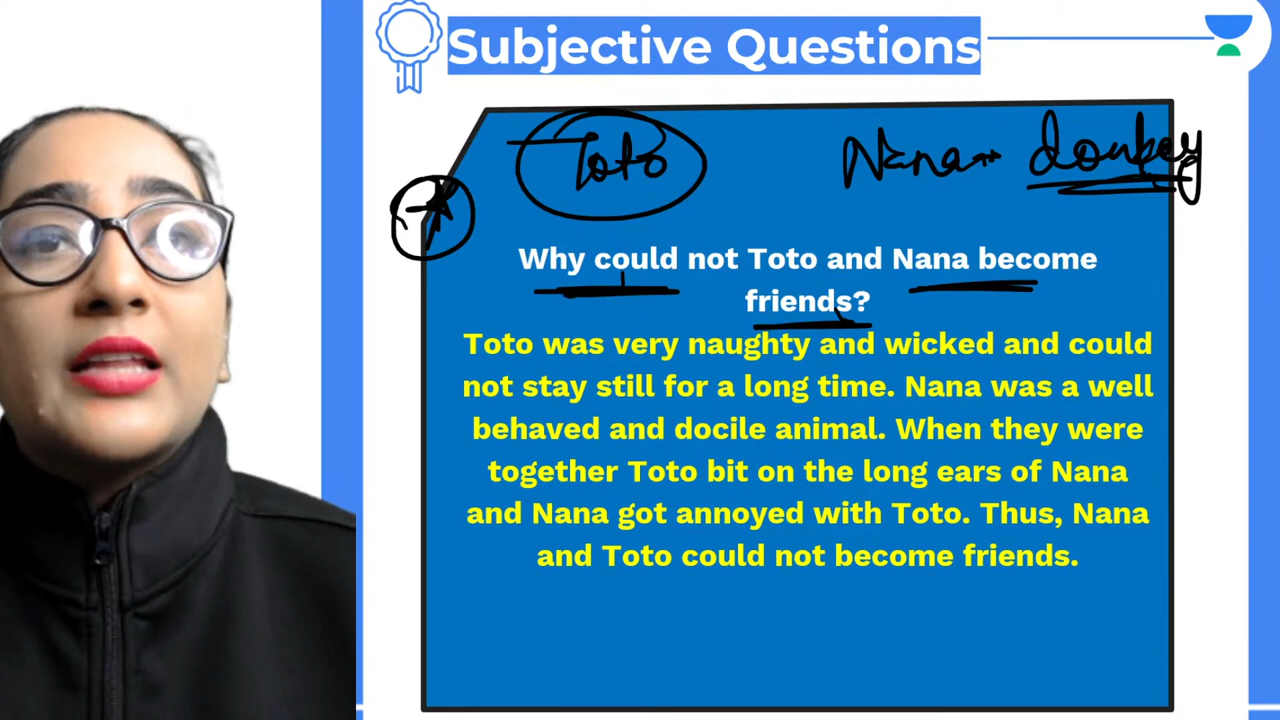 Subjective Questions
Toto
Nana donkey
Why could not Toto and Nana become
friends?
Toto was very naughty and wicked and could
not stay still for a long time. Nana was a well
behaved and docile animal. When they were
together Toto bit on the long ears of Nana
and Nana got annoyed with Toto. Thus, Nana
and Toto could not become friends.